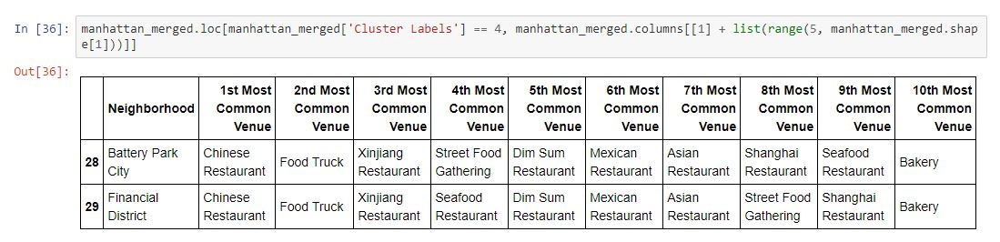 In [36]: manhattan_merged.loc[manhattan_merged['Cluster Labels'] == 4, manhattan_merged.columns[[1] + list(range(5, manhattan_merged.shap
e[1]))]]
Out[36]:
Neighborhood 1st Most Common Venue 2nd Most Common Venue 3rd Most Common Venue 4th Most Common Venue 5th Most Common Venue 6th Most Common Venue 7th Most Common Venue 8th Most Common Venue 9th Most Common Venue 10th Most Common Venue
28 Battery Park City Chinese Restaurant Food Truck Xinjiang Restaurant Street Food Gathering Dim Sum Restaurant Mexican Restaurant Asian Restaurant Shanghai Restaurant Seafood Restaurant Bakery
29 Financial District Chinese Restaurant Food Truck Xinjiang Restaurant Seafood Restaurant Dim Sum Restaurant Mexican Restaurant Asian Restaurant Street Food Gathering Shanghai Restaurant Bakery